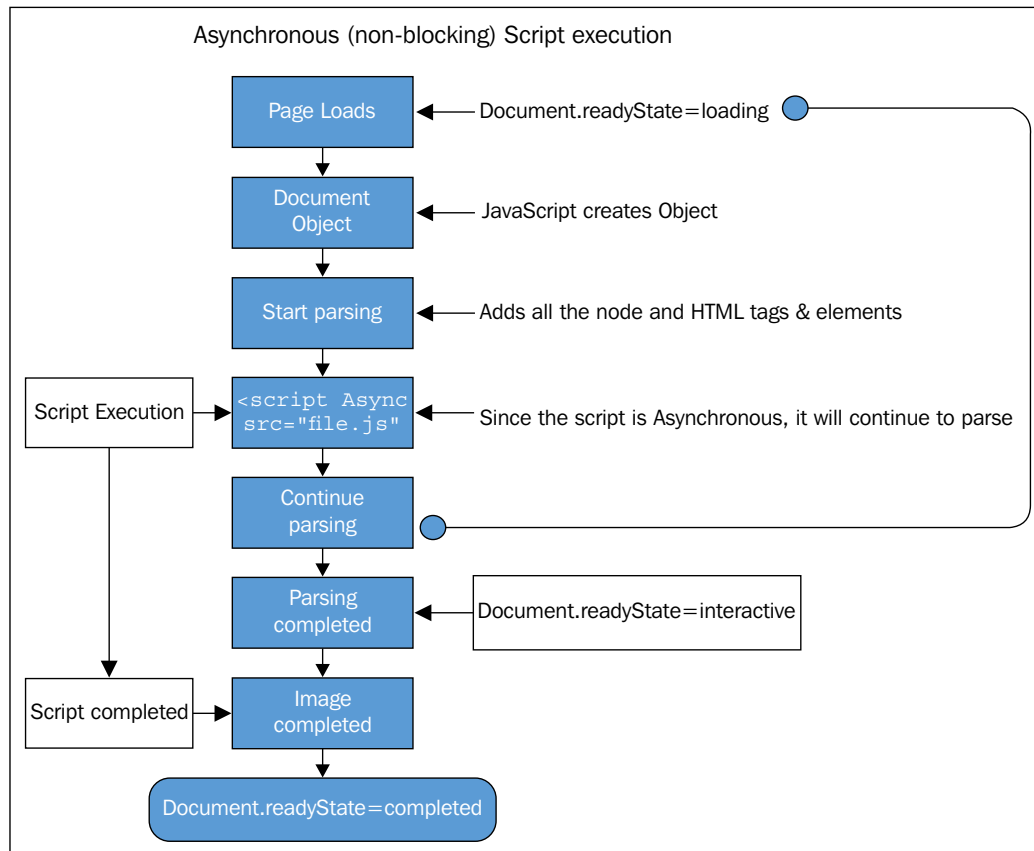 Asynchronous (non-blocking) Script execution
Page Loads
Document.readyState=loading
Document
Object
JavaScript creates Object
Start parsing
Adds all the node and HTML tags & elements
Script Execution
<script Async
src="file.js"
Since the script is Asynchronous, it will continue to parse
Continue
parsing
Parsing
completed
Document.readyState=interactive
Script completed
Image
completed
Document.readyState=completed